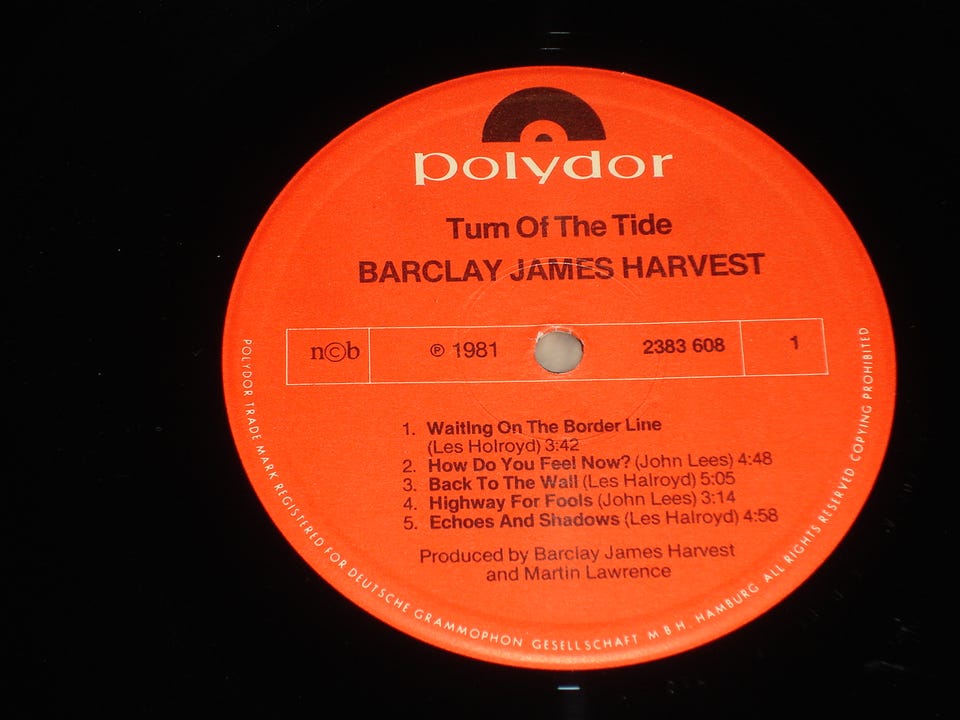 polydor
Turn Of The Tide
BARCLAY JAMES HARVEST
n©b ℗ 1981 2383 608 1
1. Waiting On The Border Line
(Les Holroyd) 3:42
2. How Do You Feel Now? (John Lees) 4:48
3. Back To The Wall (Les Halroyd) 5:05
4. Highway For Fools (John Lees) 3:14
5. Echoes And Shadows (Les Halroyd) 4:58
Produced by Barclay James Harvest
and Martin Lawrence
POLYDOR TRADE MARK REGISTERED FOR DEUTSCHE GRAMMOPHON GESELLSCHAFT M B H. HAMBURG ALL RIGHTS RESERVED COPYING PROHIBITED